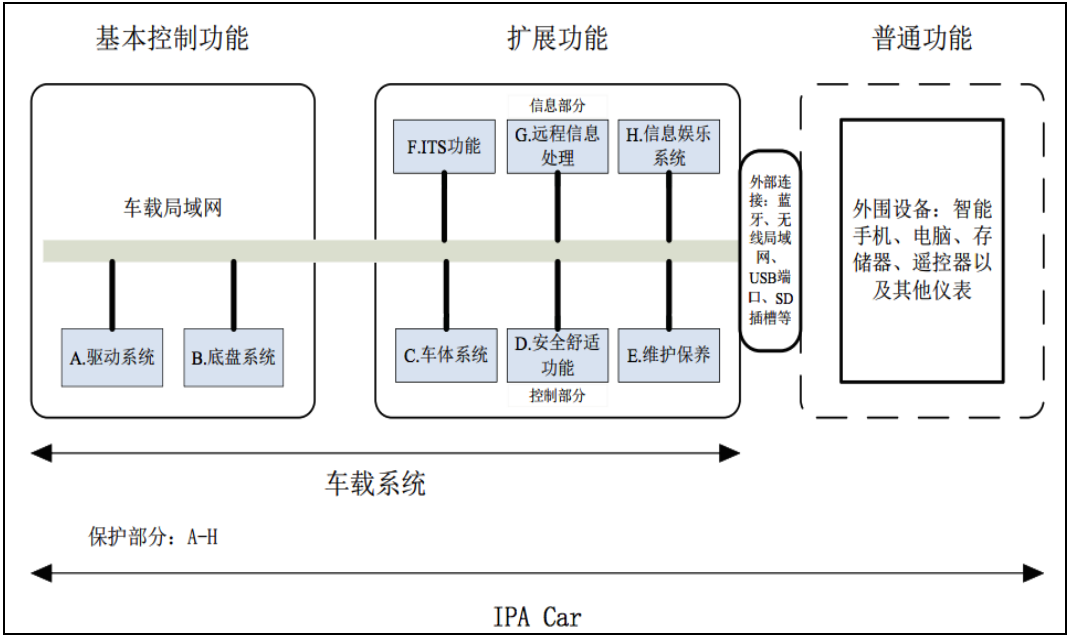 基本控制功能
扩展功能
普通功能
车载局域网
信息部分
F.ITS功能
G.远程信息
处理
H.信息娱乐
系统
A.驱动系统
B.底盘系统
C.车体系统
D.安全舒适
功能
E.维护保养
控制部分
外部连
接：蓝
牙、无
线局域
网、
USB端
口、SD
插槽等
外围设备：智能
手机、电脑、存
储器、遥控器以
及其他仪表
车载系统
保护部分：A-H
IPA Car